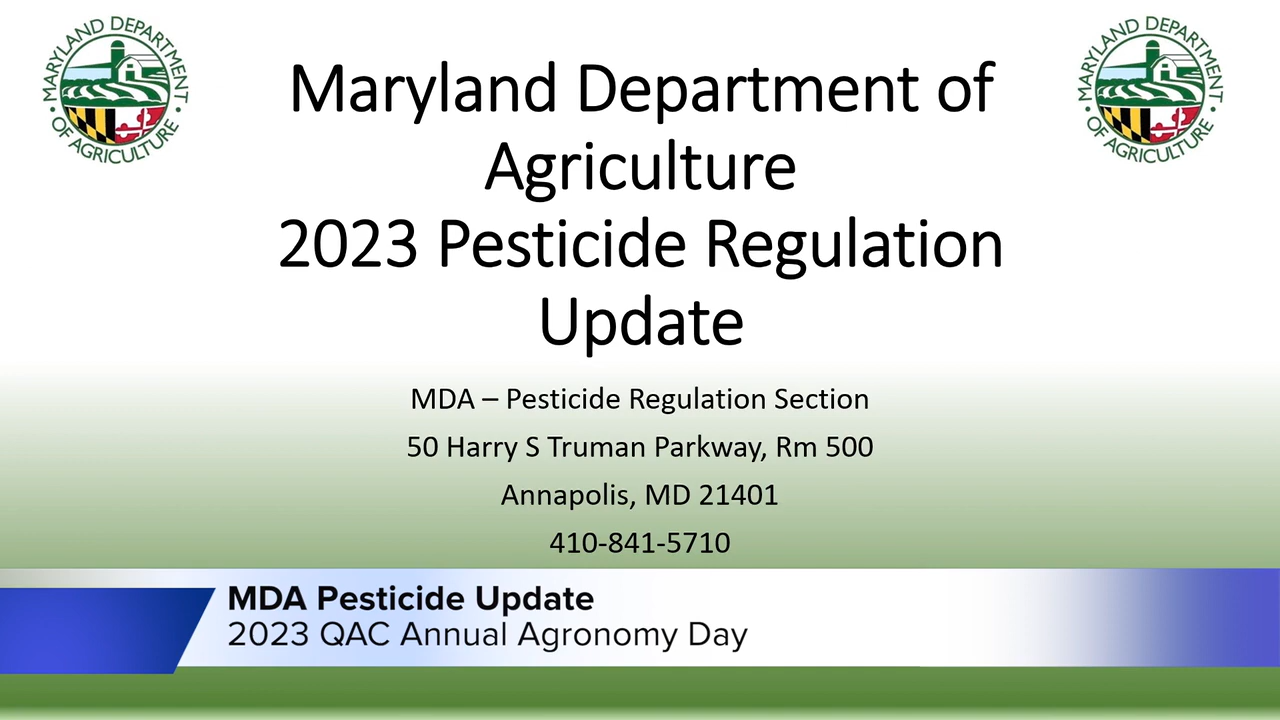 MARYLAND DEPARTMENT
OF AGRICULTURE
MARYLAND DEPARTMENT
OF AGRICULTURE
Maryland Department of
Agriculture
2023 Pesticide Regulation
Update
MDA – Pesticide Regulation Section
50 Harry S Truman Parkway, Rm 500
Annapolis, MD 21401
410-841-5710
MDA Pesticide Update
2023 QAC Annual Agronomy Day